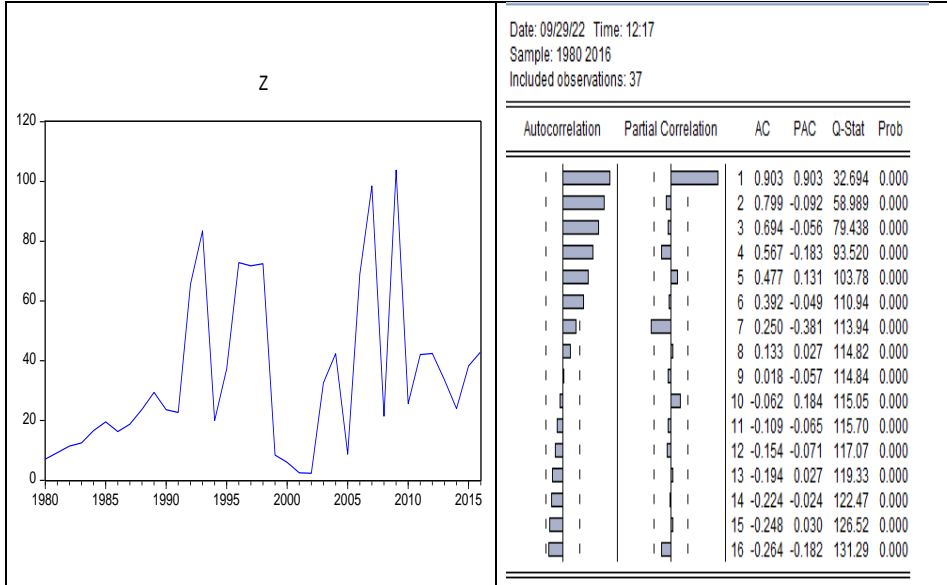 Z
120
100
80
60
40
20
0
1980 1985 1990 1995 2000 2005 2010 2015
Date: 09/29/22 Time: 12:17
Sample: 1980 2016
Included observations: 37
Autocorrelation Partial Correlation AC PAC Q-Stat Prob
1 0.903 0.903 32.694 0.000
2 0.799 -0.092 58.989 0.000
3 0.694 -0.056 79.438 0.000
4 0.567 -0.183 93.520 0.000
5 0.477 0.131 103.78 0.000
6 0.392 -0.049 110.94 0.000
7 0.250 -0.381 113.94 0.000
8 0.133 0.027 114.82 0.000
9 0.018 -0.057 114.84 0.000
10 -0.062 0.184 115.05 0.000
11 -0.109 -0.065 115.70 0.000
12 -0.154 -0.071 117.07 0.000
13 -0.194 0.027 119.33 0.000
14 -0.224 -0.024 122.47 0.000
15 -0.248 0.030 126.52 0.000
16 -0.264 -0.182 131.29 0.000